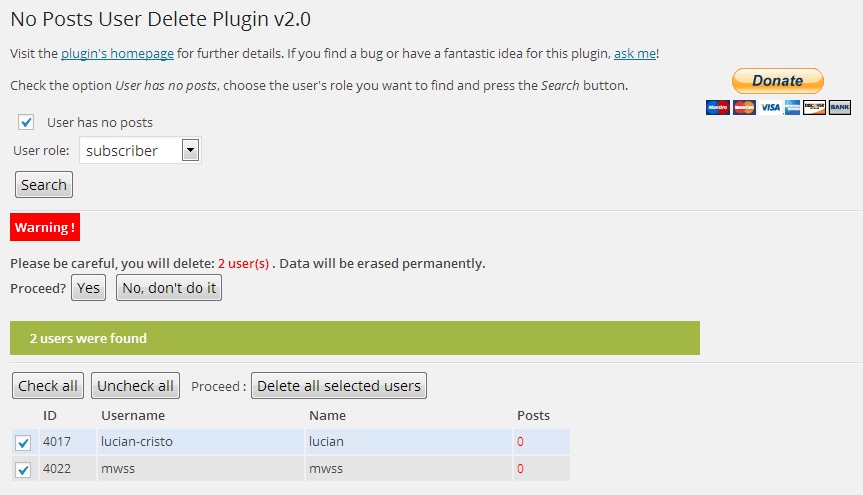 No Posts User Delete Plugin v2.0
Visit the plugin's homepage for further details. If you find a bug or have a fantastic idea for this plugin, ask me!
Check the option User has no posts, choose the user's role you want to find and press the Search button.
Donate
Maestro MasterCard VISA DISCOVER BANK
User has no posts
User role: subscriber
Search
Warning !
Please be careful, you will delete: 2 user(s) . Data will be erased permanently.
Proceed? Yes No, don't do it
2 users were found
Check all Uncheck all Proceed : Delete all selected users
ID Username Name Posts
4017 lucian-cristo lucian 0
4022 mwss mwss 0